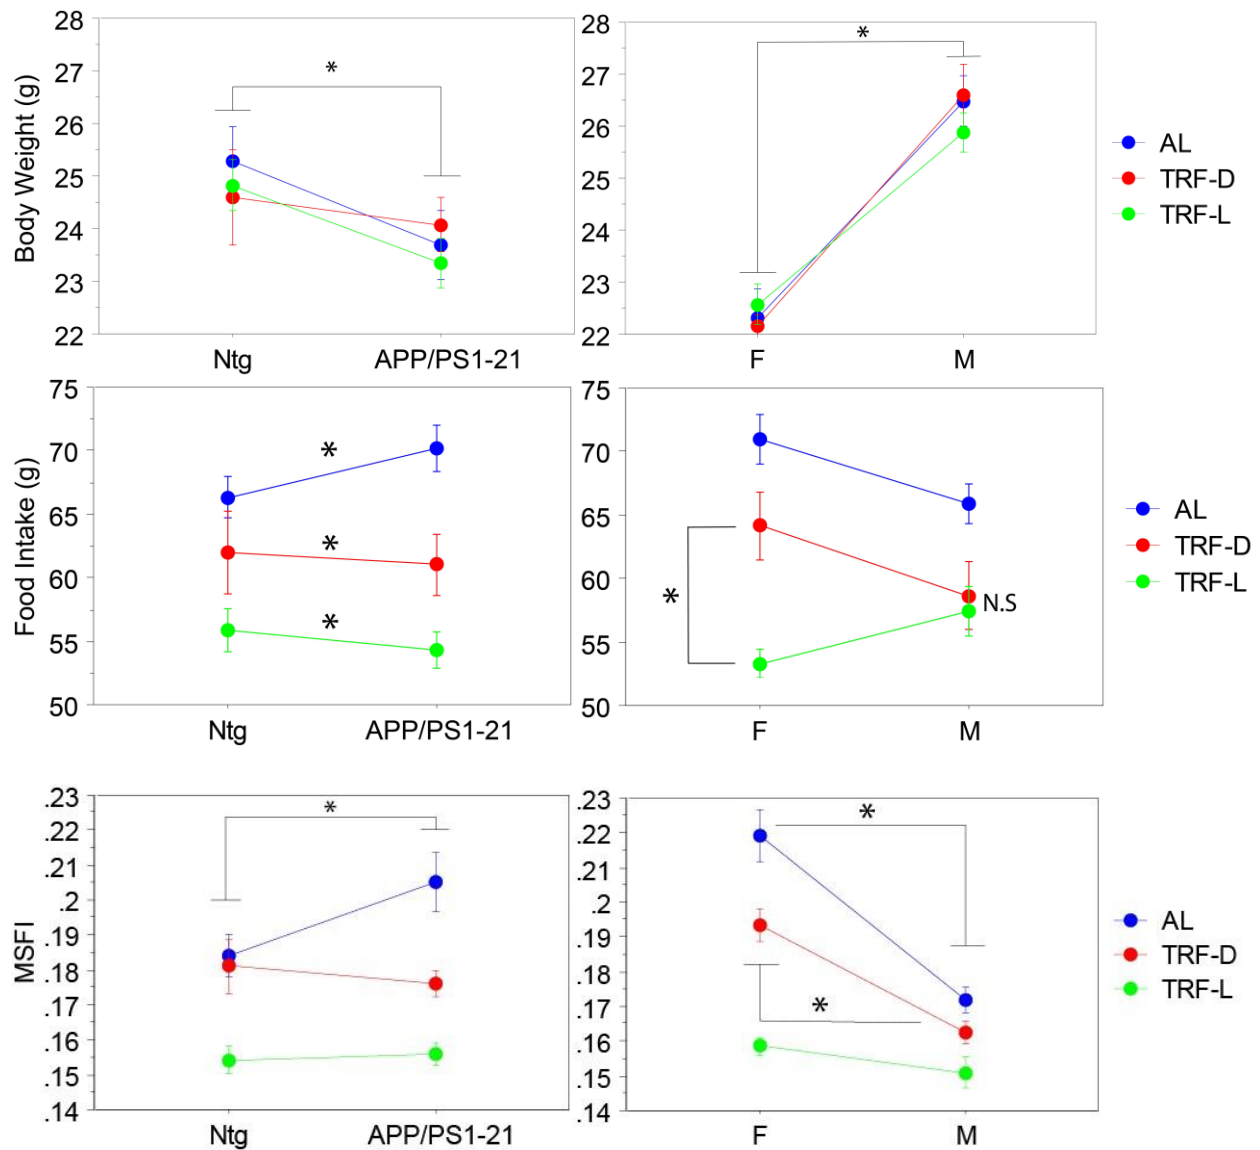 28
27
26
25
24
23
22
Body Weight (g)
*
Ntg
APP/PS1-21
28
27
26
25
24
23
22
*
F
M
AL
TRF-D
TRF-L
75
70
65
60
55
50
Food Intake (g)
*
*
*
Ntg
APP/PS1-21
75
70
65
60
55
50
*
N.S
F
M
AL
TRF-D
TRF-L
.23
.22
.21
.2
.19
.18
.17
.16
.15
.14
MSFI
*
Ntg
APP/PS1-21
.23
.22
.21
.2
.19
.18
.17
.16
.15
.14
*
*
F
M
AL
TRF-D
TRF-L